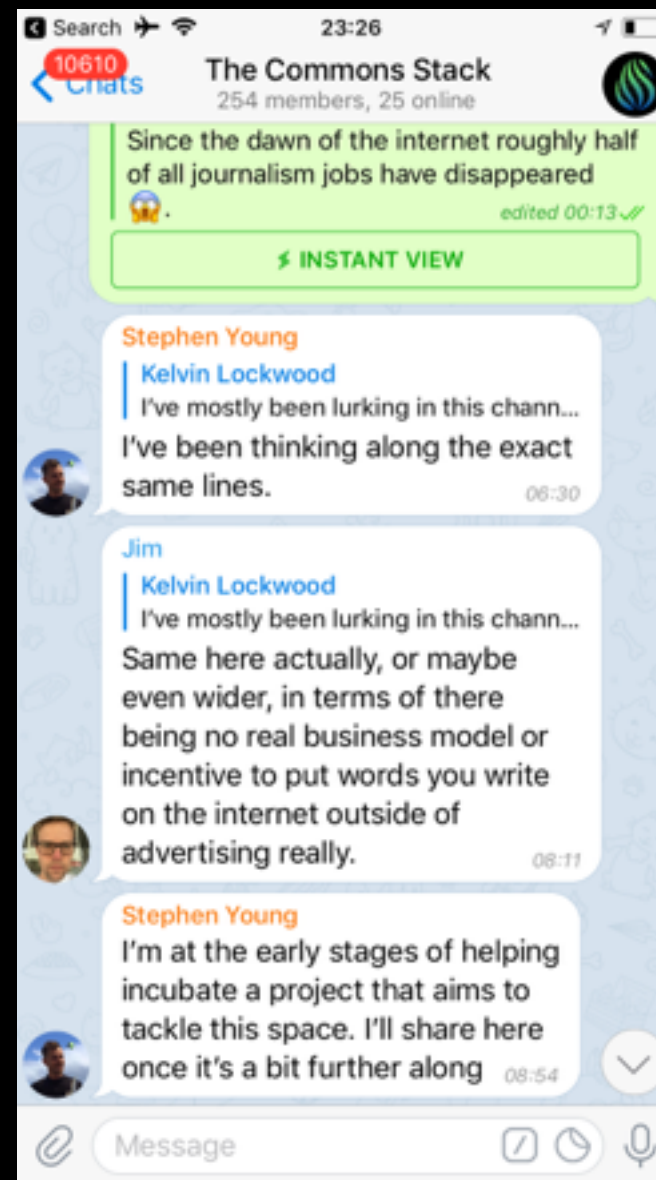 Search 23:26
10610
Chats
The Commons Stack
254 members, 25 online
Since the dawn of the internet roughly half
of all journalism jobs have disappeared
😱.
edited 00:13
INSTANT VIEW
Stephen Young
Kelvin Lockwood
I've mostly been lurking in this chann...
I've been thinking along the exact
same lines.
06:30
Jim
Kelvin Lockwood
I've mostly been lurking in this chann...
Same here actually, or maybe
even wider, in terms of there
being no real business model or
incentive to put words you write
on the internet outside of
advertising really.
08:11
Stephen Young
I'm at the early stages of helping
incubate a project that aims to
tackle this space. I'll share here
once it's a bit further along 08:54
Message